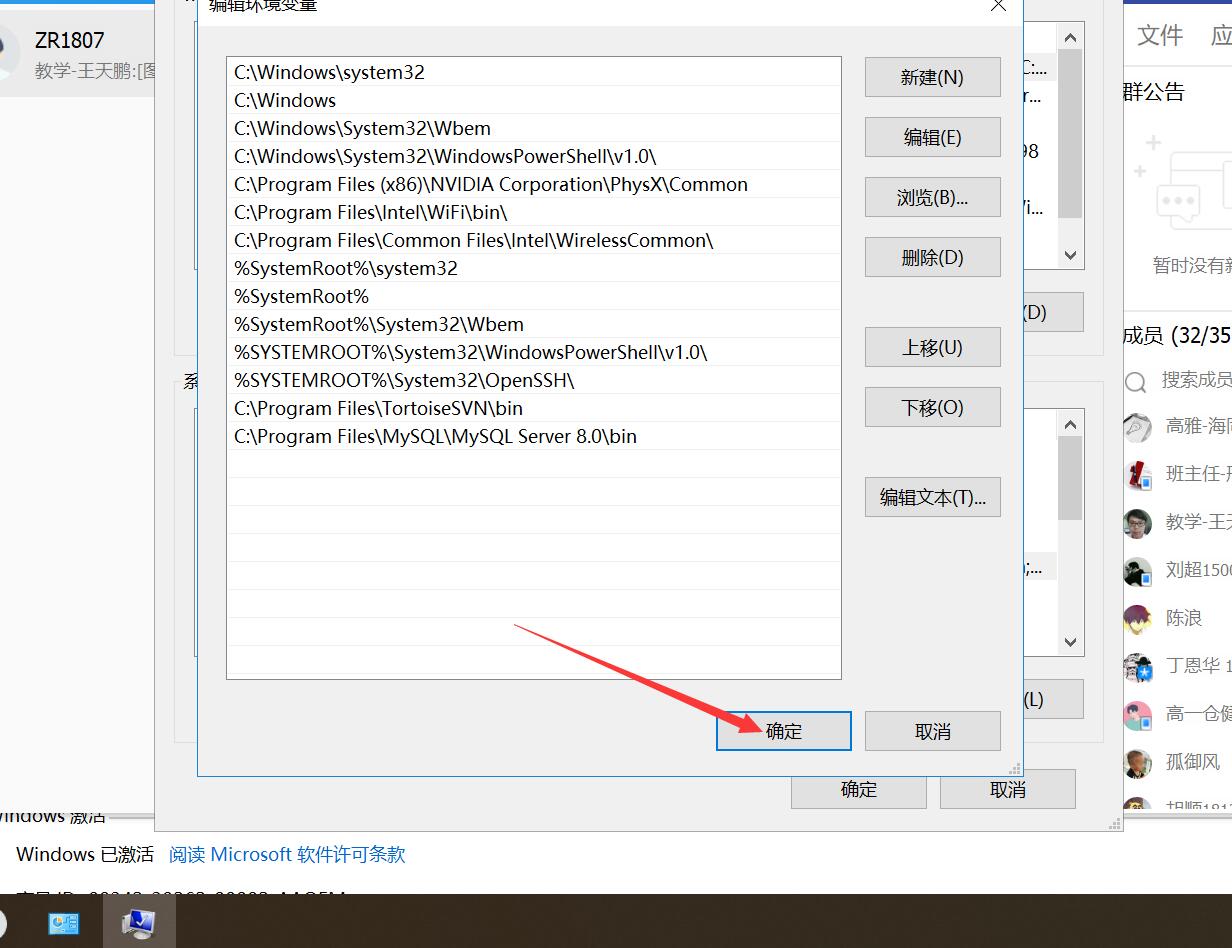 编辑环境变量
ZR1807
教学-王天鹏:[图
C:\Windows\system32
C:\Windows
C:\Windows\System32\Wbem
C:\Windows\System32\WindowsPowerShell\v1.0\
C:\Program Files (x86)\NVIDIA Corporation\PhysX\Common
C:\Program Files\Intel\WiFi\bin\
C:\Program Files\Common Files\Intel\WirelessCommon\
%SystemRoot%\system32
%SystemRoot%
%SystemRoot%\System32\Wbem
%SYSTEMROOT%\System32\WindowsPowerShell\v1.0\
%SYSTEMROOT%\System32\OpenSSH\
C:\Program Files\TortoiseSVN\bin
C:\Program Files\MySQL\MySQL Server 8.0\bin
新建(N)
编辑(E)
浏览(B)...
删除(D)
上移(U)
下移(O)
编辑文本(T)...
确定
取消
C:...
r...
98
/i...
(D)
系
;...
(L)
确定
取消
文件 应
群公告
暂时没有新
成员 (32/35
搜索成员
高雅-海
班主任-
教学-王天
刘超1500
陈浪
丁恩华 1
高一仓健
孤御风
Windows 激活
Windows 已激活 阅读 Microsoft 软件许可条款